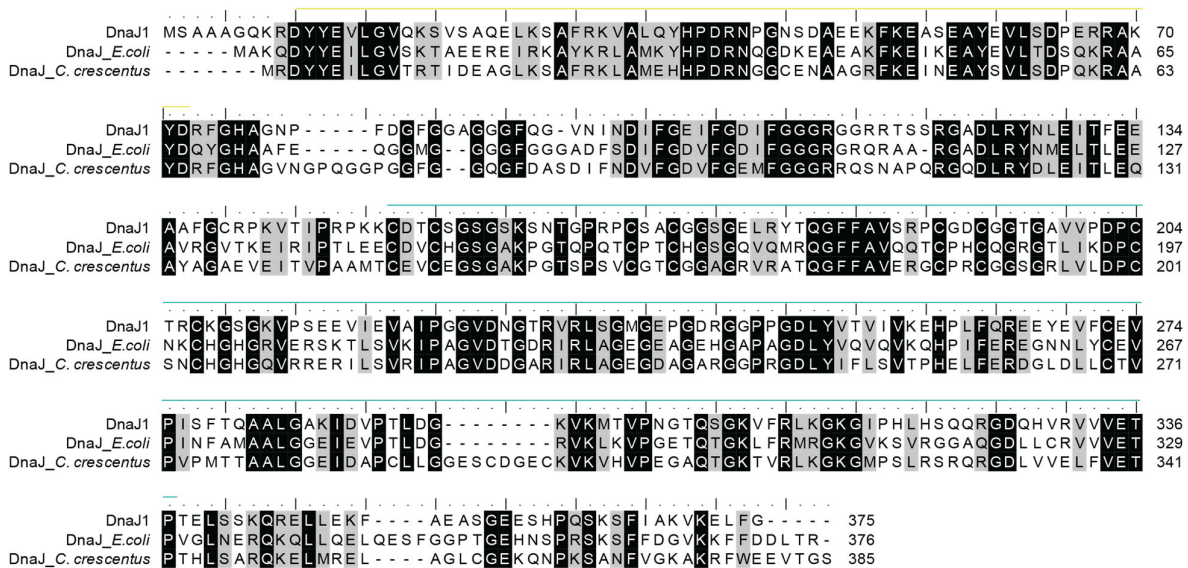 DnaJ1 MSAAAGQKRDYYEVLGVQKSVSAQELKSAFRKVALQYHPDRNPGNSDAEEKFKEASEAYEVLSDPERRAK 70
DnaJ_E.coli -----MAKQDYYEILGVSKTAEEREIRKAYKRLAMKYHPDRNQGDKEAEAKFKEIKEAYEVLTDSQKRAA 65
DnaJ_C. crescentus -------MRDYYEILGVTRTIDEAGLKSAFRKLAMEHHPDRNGGCENAAGRFKEINEAYSVLSDPQKRAA 63
DnaJ1 YDRFGHAGNP-----FDGFGGAGGGFQG-VNINDIFGEIFGDIFGGGRGGRRTSSRGADLRYNLEITFEE 134
DnaJ_E.coli YDQYGHAAFE-----QGGMG--GGGFGGGADFSDIFGDVFGDIFGGGRGRQRAA-RGADLRYNMELTLEE 127
DnaJ_C. crescentus YDRFGHAGVNGPQGGPGGFG--GQGFDASDIFNDVFGDVFGEMFGGGRRQSNAPQRGQDLRYDLEITLEQ 131
DnaJ1 AAFGCRPKVTIPRPKKCDTCSGSGSKSNTGPRPCSACGGSGELRYTQGFFAVSRPCGDCGGTGAVVPDPC 204
DnaJ_E.coli AVRGVTKEIRIPTLEECDVCHGSGAKPGTQPQTCPTCHGSGQVQMRQGFFAVQQTCPHCQGRGTLIKDPC 197
DnaJ_C. crescentus AYAGAEVEITVPAAMTCEVCEGSGAKPGTSPSVCGTCGGAGRVRATQGFFAVERGCPRCGGSGRLVLDPC 201
DnaJ1 TRCKGSGKVPSEEVIEVAIPGGVDNGTRVRLSGMGEPGDRGGPPGDLYVTVIVKEHPLFQREEYEVFCEV 274
DnaJ_E.coli NKCHGHGRVERSKTLSVKIPAGVDTGDRIRLAGEGEAGEHGAPAGDLYVQVQVKQHPIFEREGNNLYCEV 267
DnaJ_C. crescentus SNCHGHGQVRRERILSVRIPAGVDDGARIRLAGEGDAGARGGPRGDLYIFLSVTPHELFERDGLDLLCTV 271
DnaJ1 PISFTQAALGAKIDVPTLDG--------KVKMTVPNGTQSGKVFRLKGKGIPHLHSQQRGDQHVRVVVET 336
DnaJ_E.coli PINFAMAALGGEIEVPTLDG--------RVKLKVPGETQTGKLFRMRGKGVKSVRGGAQGDLLCRVVVET 329
DnaJ_C. crescentus PVPMTTAALGGEIDAPCLLGGESCDGECKVKVHVPEGAQTGKTVRLKGKGMPSLRSRQRGDLVVELFVET 341
DnaJ1 PTELSSKQRELLEKF----AEASGEESHPQSKSFIAKVKELFG----- 375
DnaJ_E.coli PVGLNERQKQLLQELQESFGGPTGEHNSPRSKSFFDGVKKFFDDLTR- 376
DnaJ_C. crescentus PTHLSARQKELMREL----AGLCGEKQNPKSANFVGKAKRFWEEVTGS 385